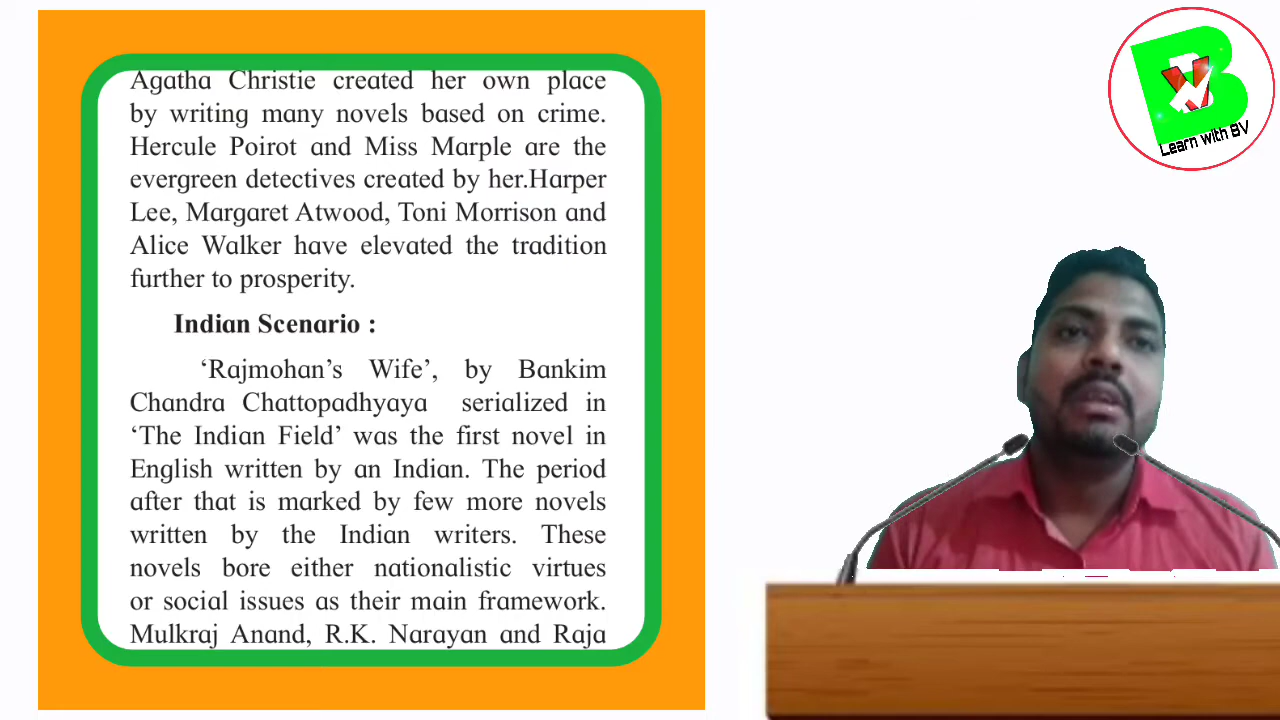 Agatha Christie created her own place
by writing many novels based on crime.
Hercule Poirot and Miss Marple are the
evergreen detectives created by her.Harper
Lee, Margaret Atwood, Toni Morrison and
Alice Walker have elevated the tradition
further to prosperity.
Indian Scenario :
‘Rajmohan’s Wife’, by Bankim
Chandra Chattopadhyaya serialized in
‘The Indian Field’ was the first novel in
English written by an Indian. The period
after that is marked by few more novels
written by the Indian writers. These
novels bore either nationalistic virtues
or social issues as their main framework.
Mulkraj Anand, R.K. Narayan and Raja
B
V
Learn with BV